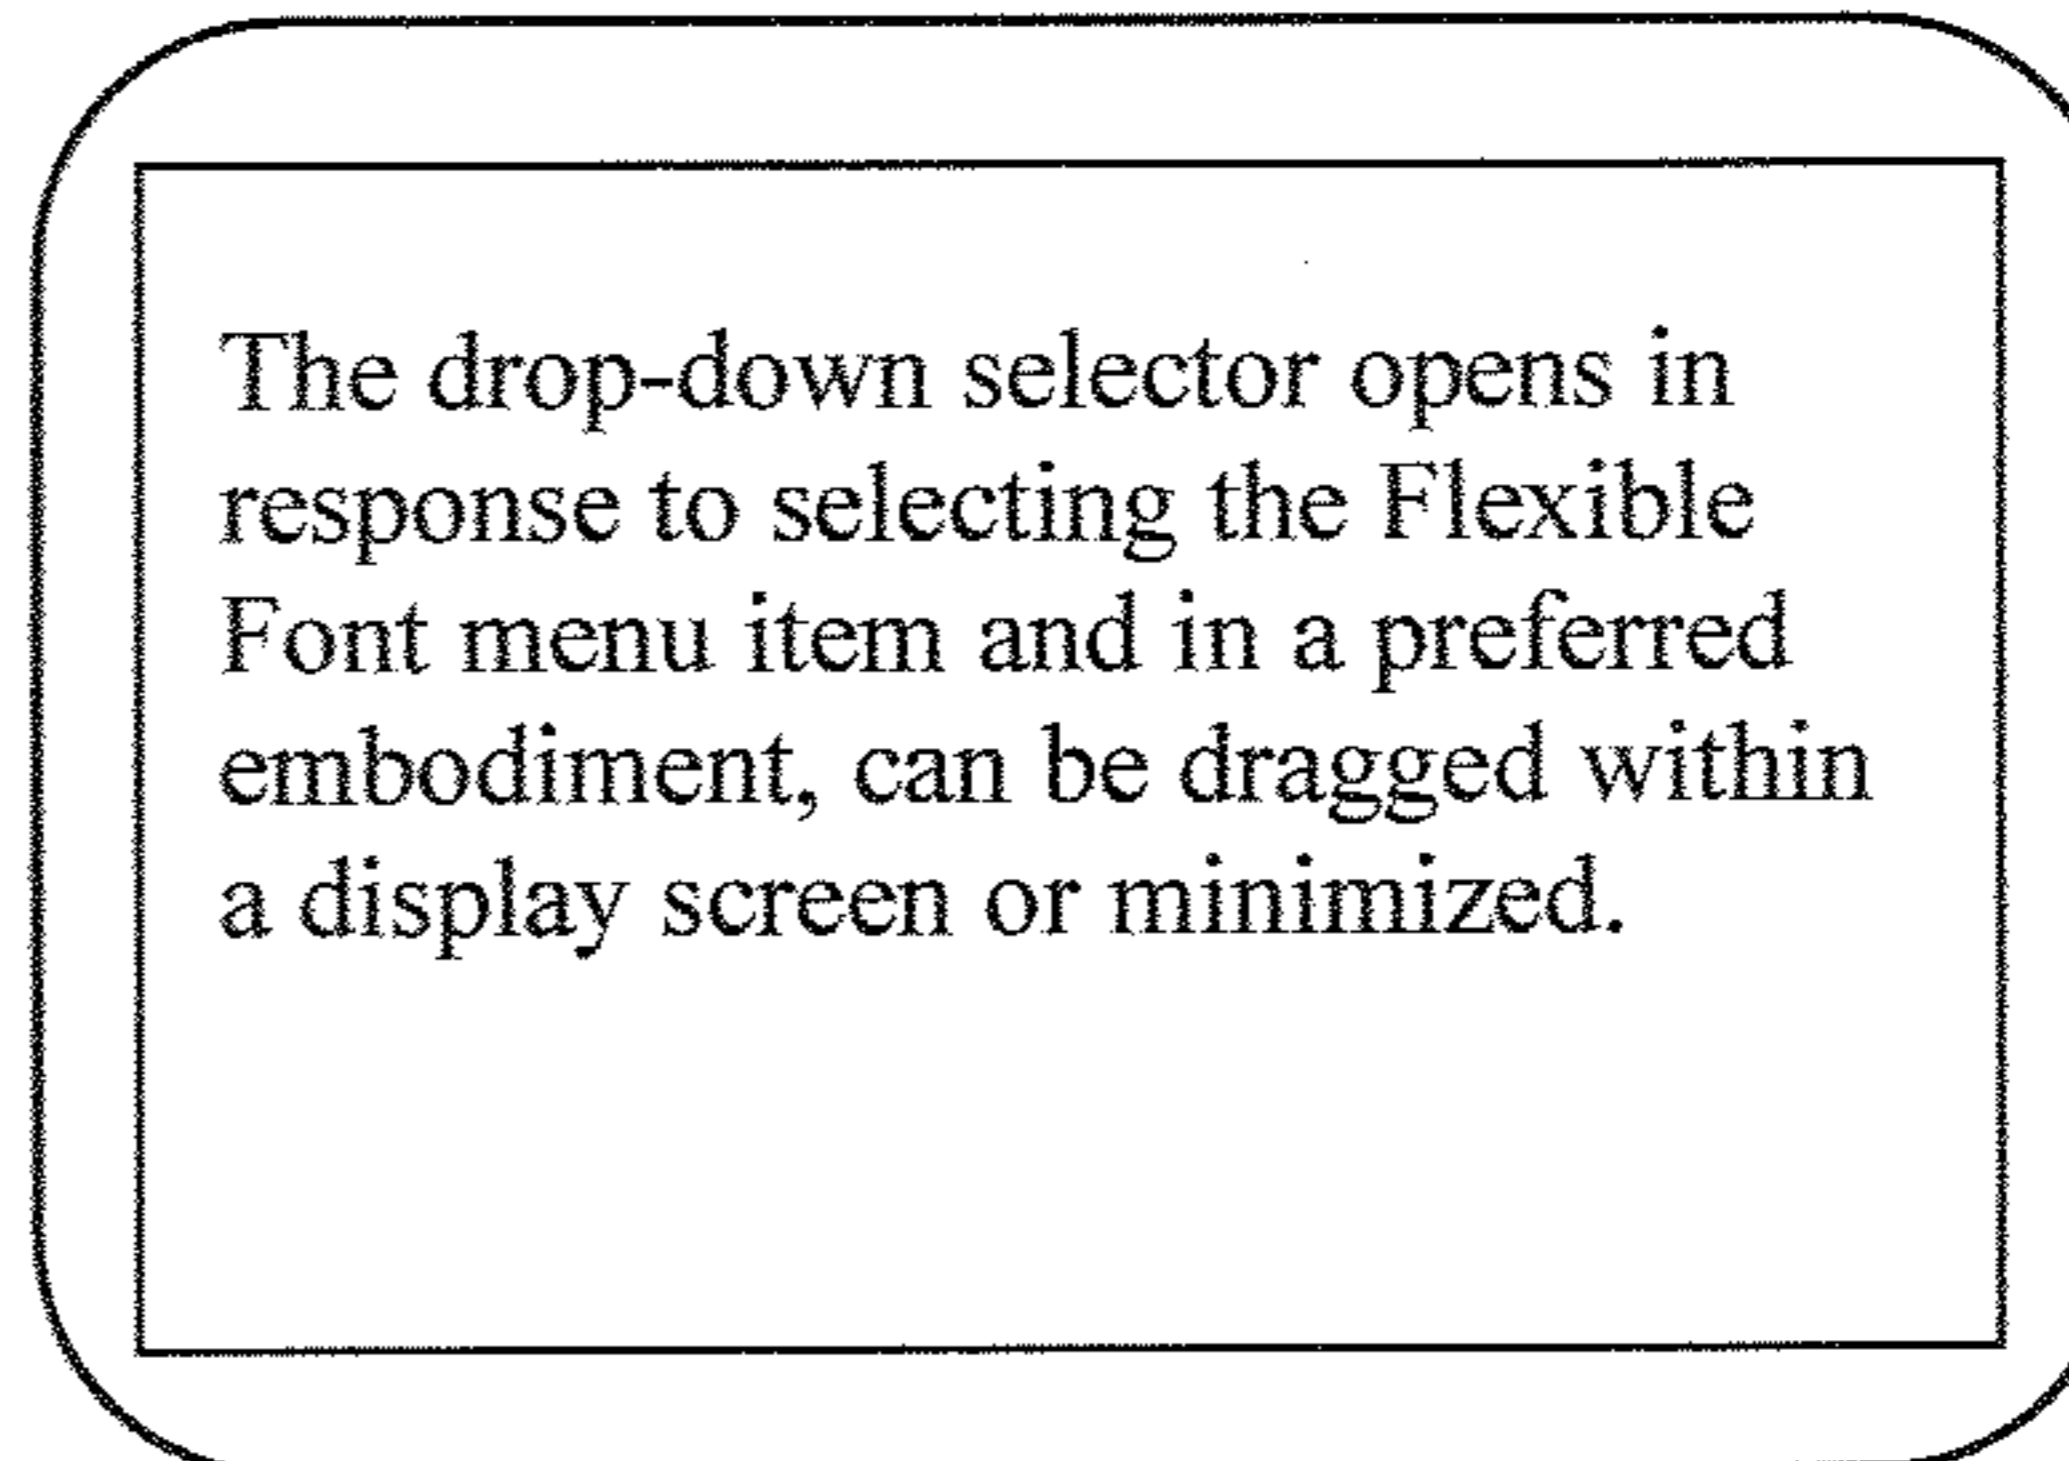 The drop-down selector opens in
response to selecting the Flexible
Font menu item and in a preferred
embodiment, can be dragged within
a display screen or minimized.